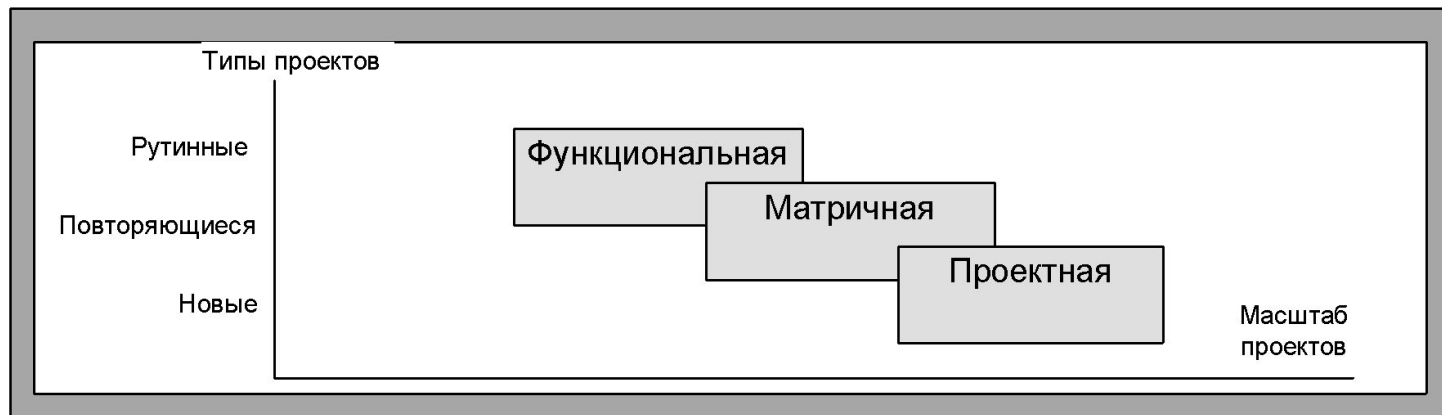 Типы проектов
Рутинные
Функциональная
Матричная
Повторяющиеся
Проектная
Новые
Масштаб
проектов